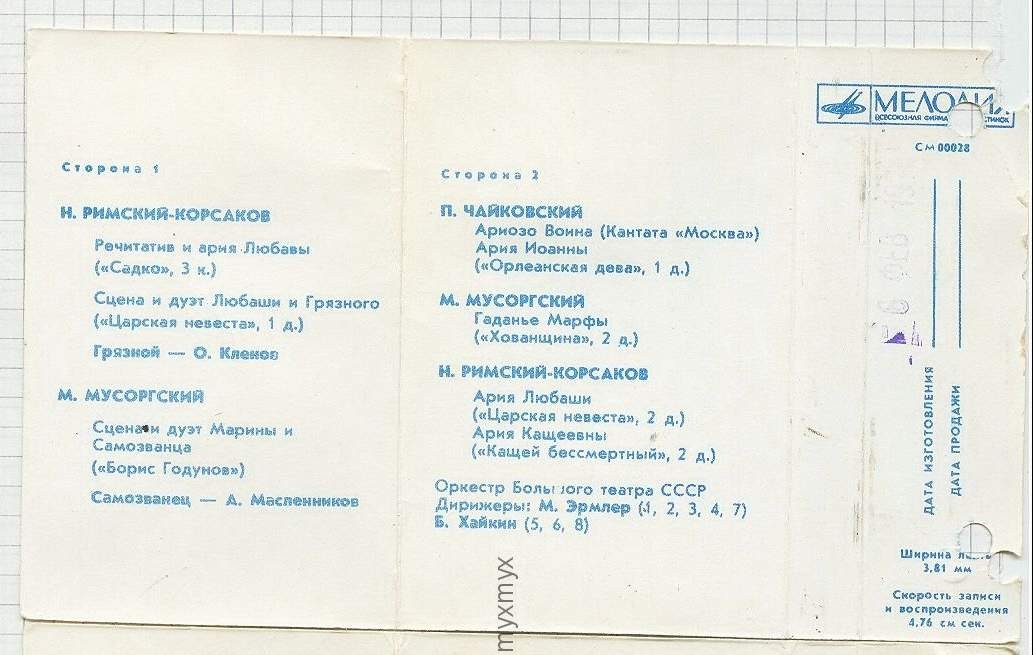 Сторона 1
Н. РИМСКИЙ-КОРСАКОВ
Речитатив и ария Любавы
(«Садко», 3 к.)
Сцена и дуэт Любаши и Грязного
(«Царская невеста», 1 д.)
Грязной — О. Кленов
М. МУСОРГСКИЙ
Сцена и дуэт Марины и
Самозванца
(«Борис Годунов»)
Самозванец — А. Масленников
Сторона 2
П. ЧАЙКОВСКИЙ
Ариозо Воина (Кантата «Москва»)
Ария Иоанны
(«Орлеанская дева», 1 д.)
М. МУСОРГСКИЙ
Гаданье Марфы
(«Хованщина», 2 д.)
Н. РИМСКИЙ-КОРСАКОВ
Ария Любаши
(«Царская невеста», 2 д.)
Ария Кащеевны
(«Кащей бессмертный», 2 д.)
Оркестр Большого театра СССР
Дирижеры: М. Эрмлер (1, 2, 3, 4, 7)
Б. Хайкин (5, 6, 8)
МЕЛОДИЯ
ВСЕСОЮЗНАЯ ФИРМА
См 00028
ДАТА ИЗГОТОВЛЕНИЯ
ДАТА ПРОДАЖИ
Ширина ленты
3,81 мм
Скорость записи
и воспроизведения
4,76 см сек.
myxmyx